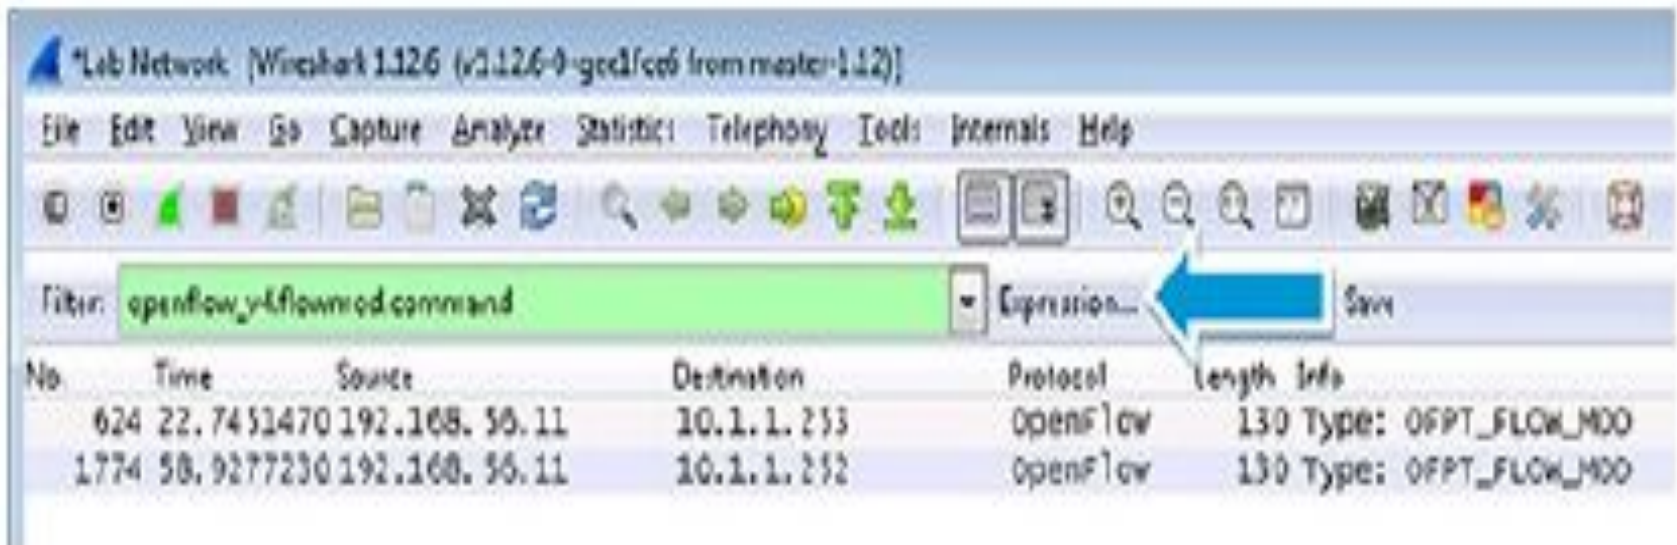 *Lab Network [Wireshark 1.12.6 (v1.12.6-0-gee1fce6 from master-1.12)]
File Edit View Go Capture Analyze Statistics Telephony Tools Internals Help
Filter: openflow_v4.flowmod.command Expression... Save
No. Time Source Destination Protocol Length Info
624 22.7451470 192.168.56.11 10.1.1.253 OpenFlow 130 Type: OFPT_FLOW_MOD
1774 58.9277230 192.168.56.11 10.1.1.252 OpenFlow 130 Type: OFPT_FLOW_MOD